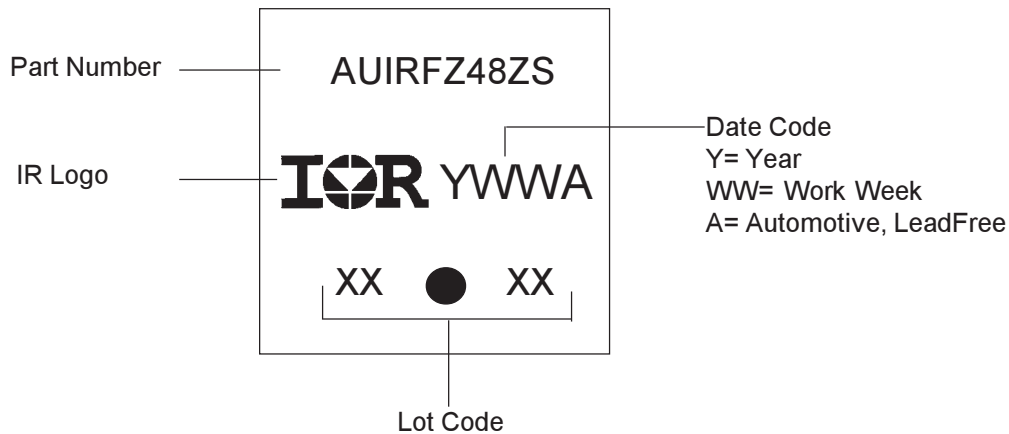 Part Number
AUIRFZ48ZS
IR Logo
IOR YWWA
Date Code
Y= Year
WW= Work Week
A= Automotive, LeadFree
XX XX
Lot Code